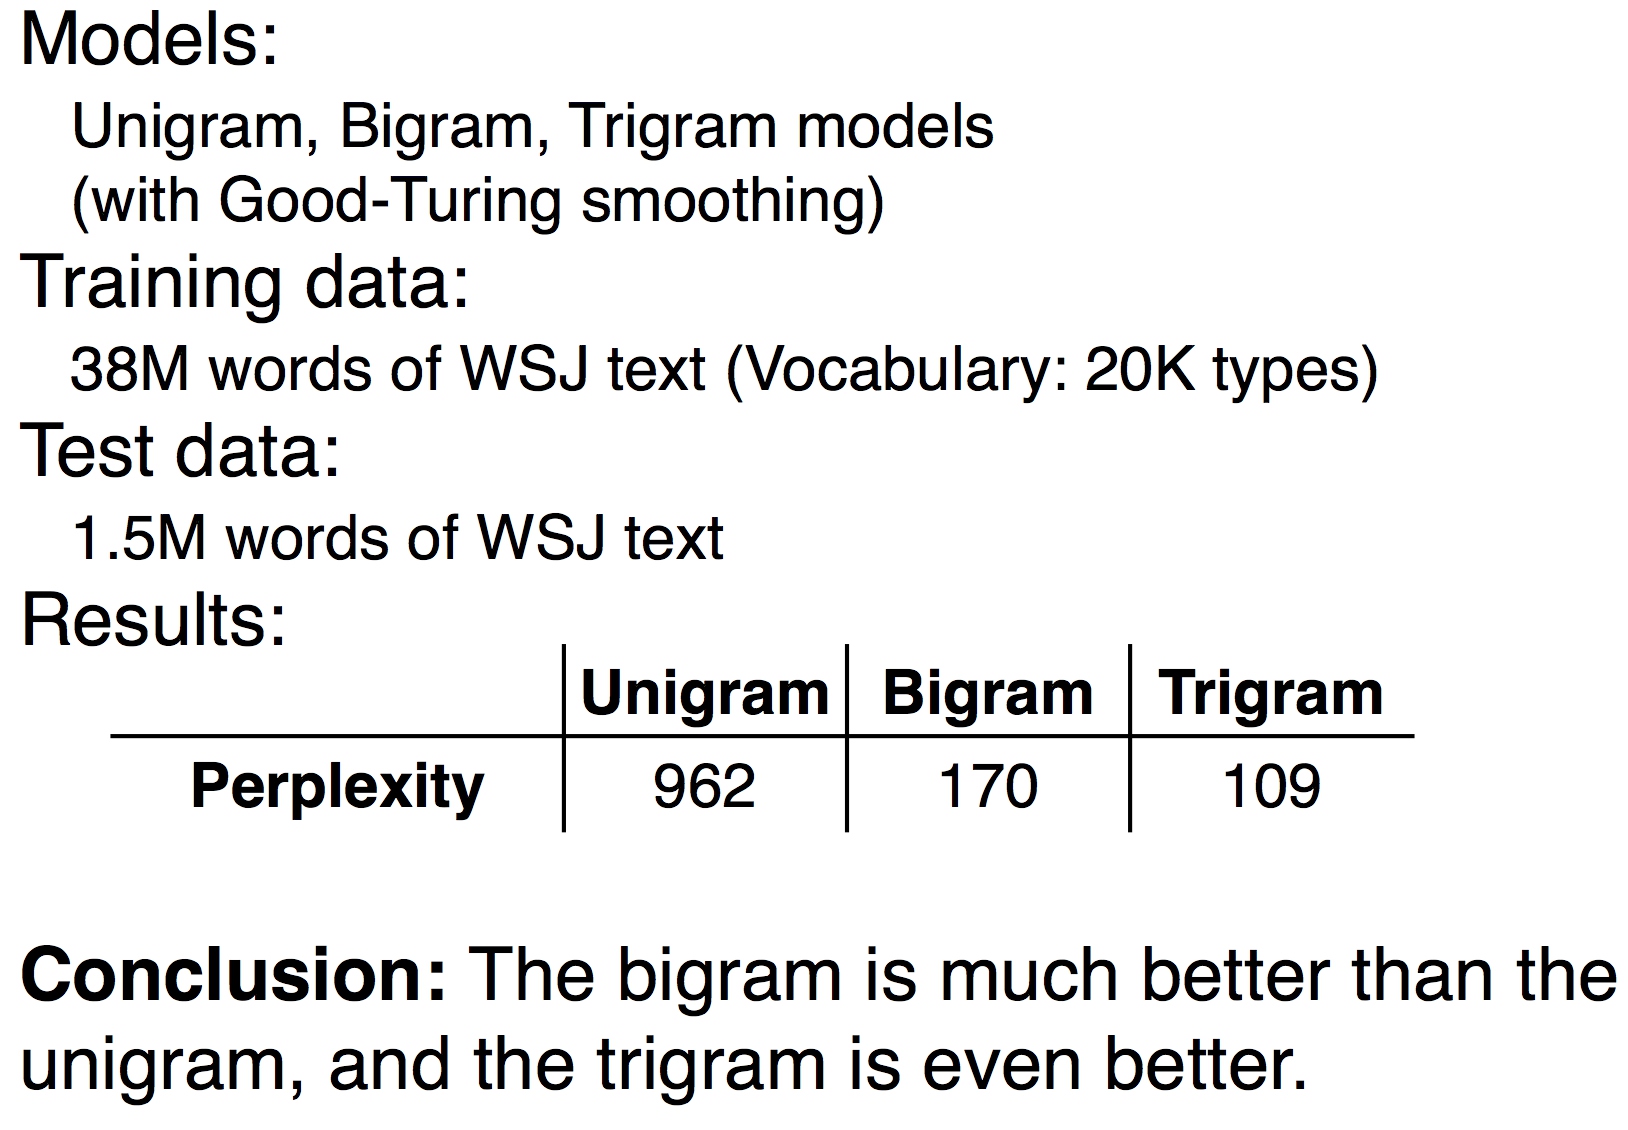 Models:
Unigram, Bigram, Trigram models
(with Good-Turing smoothing)
Training data:
38M words of WSJ text (Vocabulary: 20K types)
Test data:
1.5M words of WSJ text
Results:
Unigram Bigram Trigram
Perplexity 962 170 109
Conclusion: The bigram is much better than the
unigram, and the trigram is even better.